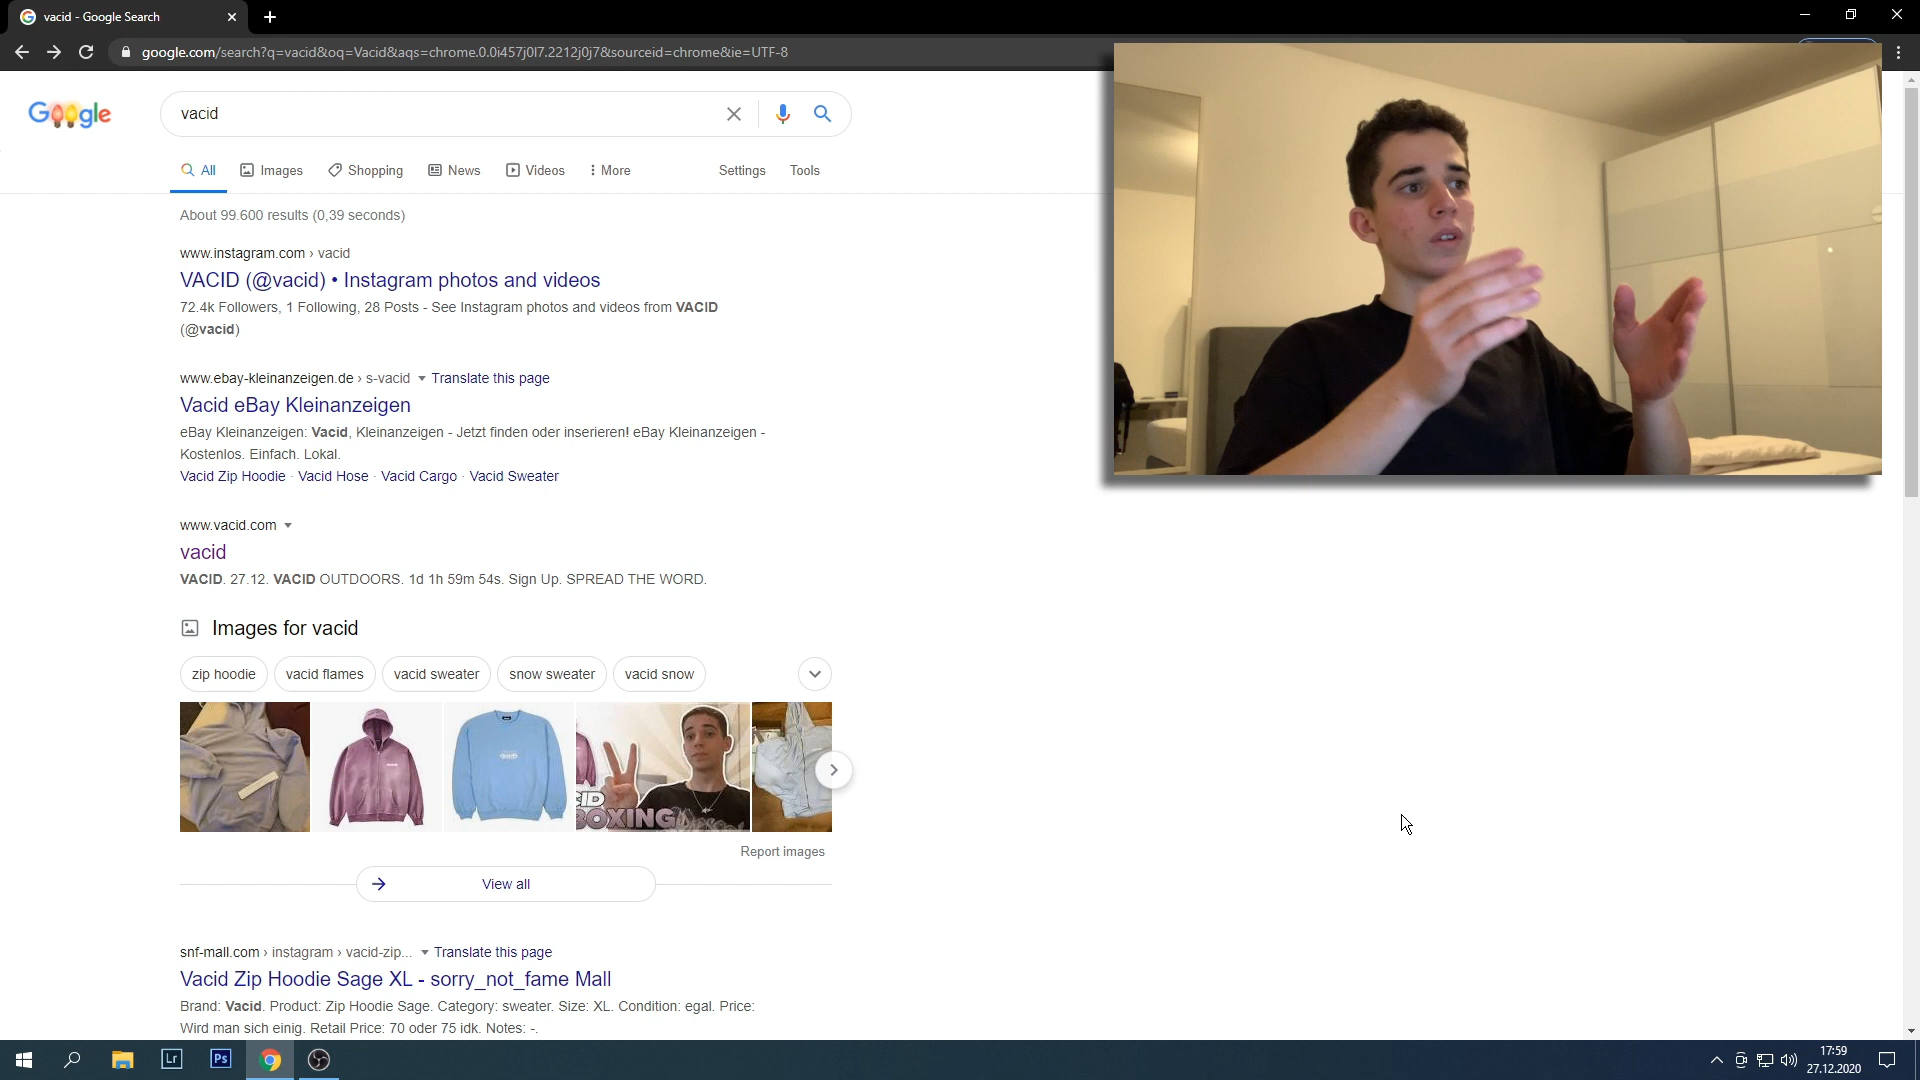 vacid - Google Search
google.com/search?q=vacid&oq=Vacid&aqs=chrome.0.0i457j0l7.2212j0j7&sourceid=chrome&ie=UTF-8
Google
vacid
All Images Shopping News Videos More Settings Tools
About 99.600 results (0,39 seconds)
www.instagram.com › vacid
VACID (@vacid) • Instagram photos and videos
72.4k Followers, 1 Following, 28 Posts - See Instagram photos and videos from VACID
(@vacid)
www.ebay-kleinanzeigen.de › s-vacid Translate this page
Vacid eBay Kleinanzeigen
eBay Kleinanzeigen: Vacid, Kleinanzeigen - Jetzt finden oder inserieren! eBay Kleinanzeigen -
Kostenlos. Einfach. Lokal.
Vacid Zip Hoodie · Vacid Hose · Vacid Cargo · Vacid Sweater
www.vacid.com
vacid
VACID. 27.12. VACID OUTDOORS. 1d 1h 59m 54s. Sign Up. SPREAD THE WORD.
Images for vacid
zip hoodie vacid flames vacid sweater snow sweater vacid snow
CID
BOXING
Report images
View all
snf-mall.com › instagram › vacid-zip... Translate this page
Vacid Zip Hoodie Sage XL - sorry_not_fame Mall
Brand: Vacid. Product: Zip Hoodie Sage. Category: sweater. Size: XL. Condition: egal. Price:
Wird man sich einig. Retail Price: 70 oder 75 idk. Notes: -.
Lr Ps
17:59
27.12.2020